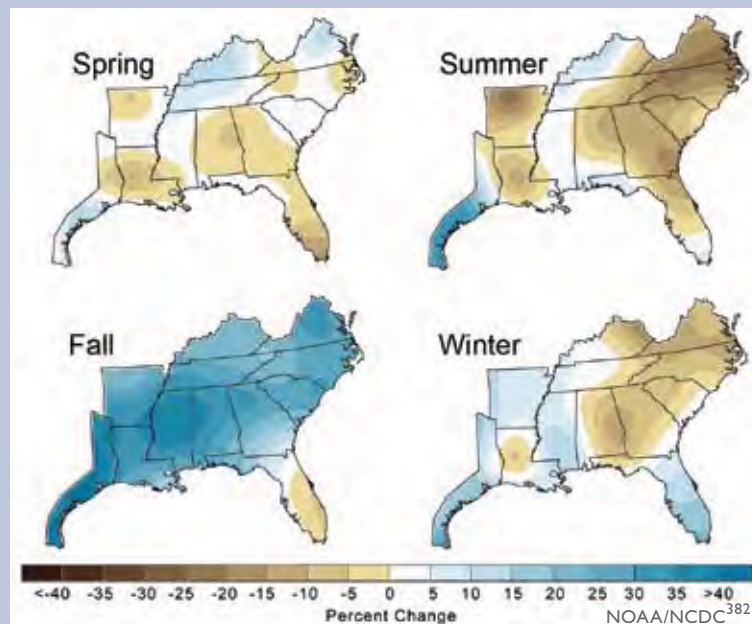 Spring
Summer
Fall
Winter
<-40 -35 -30 -25 -20 -15 -10 -5 0 5 10 15 20 25 30 35 >40
Percent Change
NOAA/NCDC382